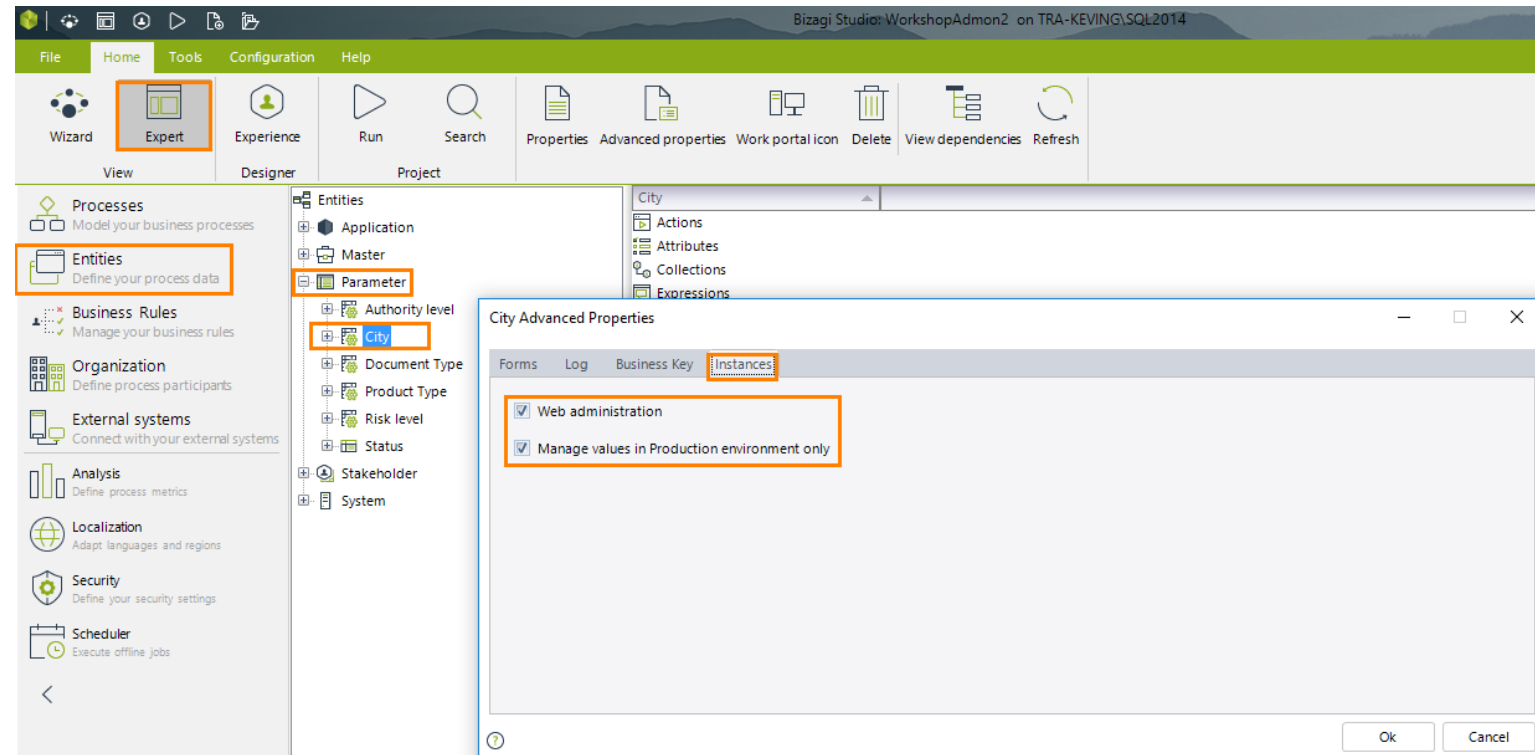 Bizagi Studio: WorkshopAdmon2 on TRA-KEVING\SQL2014
File Home Tools Configuration Help
Wizard Expert Experience Run Search Properties Advanced properties Work portal icon Delete View dependencies Refresh
View Designer Project
Processes
Model your business processes
Entities
Define your process data
Business Rules
Manage your business rules
Organization
Define process participants
External systems
Connect with your external systems
Analysis
Define process metrics
Localization
Adapt languages and regions
Security
Define your security settings
Scheduler
Execute offline jobs
Entities
Application
Master
Parameter
Authority level
City
Document Type
Product Type
Risk level
Status
Stakeholder
System
City
Actions
Attributes
Collections
Expressions
City Advanced Properties
Forms Log Business Key Instances
Web administration
Manage values in Production environment only
Ok Cancel